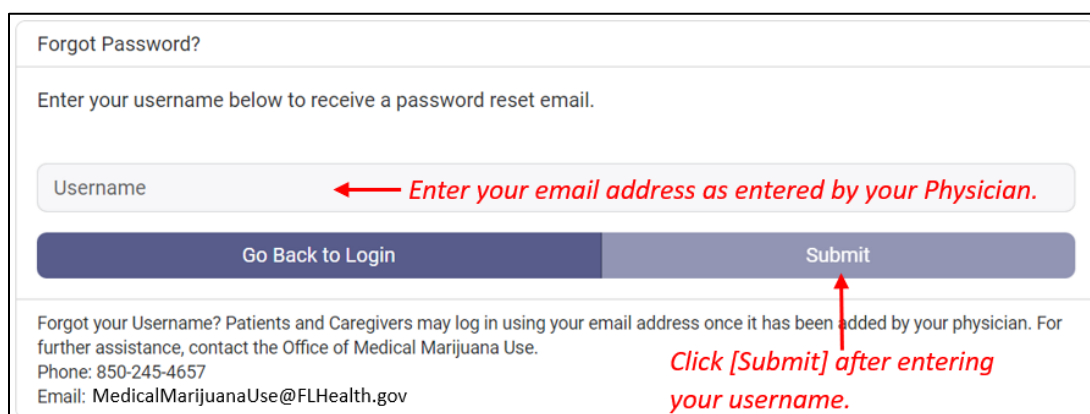 Forgot Password?
Enter your username below to receive a password reset email.
Username
Enter your email address as entered by your Physician.
Go Back to Login
Submit
Forgot your Username? Patients and Caregivers may log in using your email address once it has been added by your physician. For
further assistance, contact the Office of Medical Marijuana Use.
Phone: 850-245-4657
Email: MedicalMarijuanaUse@FLHealth.gov
Click [Submit] after entering
your username.